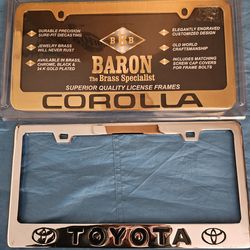 DURABLE PRECISION
SURE-FIT DIECASTING
JEWELRY BRASS
WILL NEVER RUST
AVAILABLE IN BRASS,
CHROME, BLACK &
24 K GOLD PLATED
B B
BARON
The Brass Specialist
ELEGANTLY ENGRAVED
CUSTOMIZED DESIGN
OLD WORLD
CRAFTSMANSHIP
INCLUDES MATCHING
SCREW CAP COVERS
FOR FRAME BOLTS
SUPERIOR QUALITY LICENSE FRAMES
COROLLA
TOYOTA